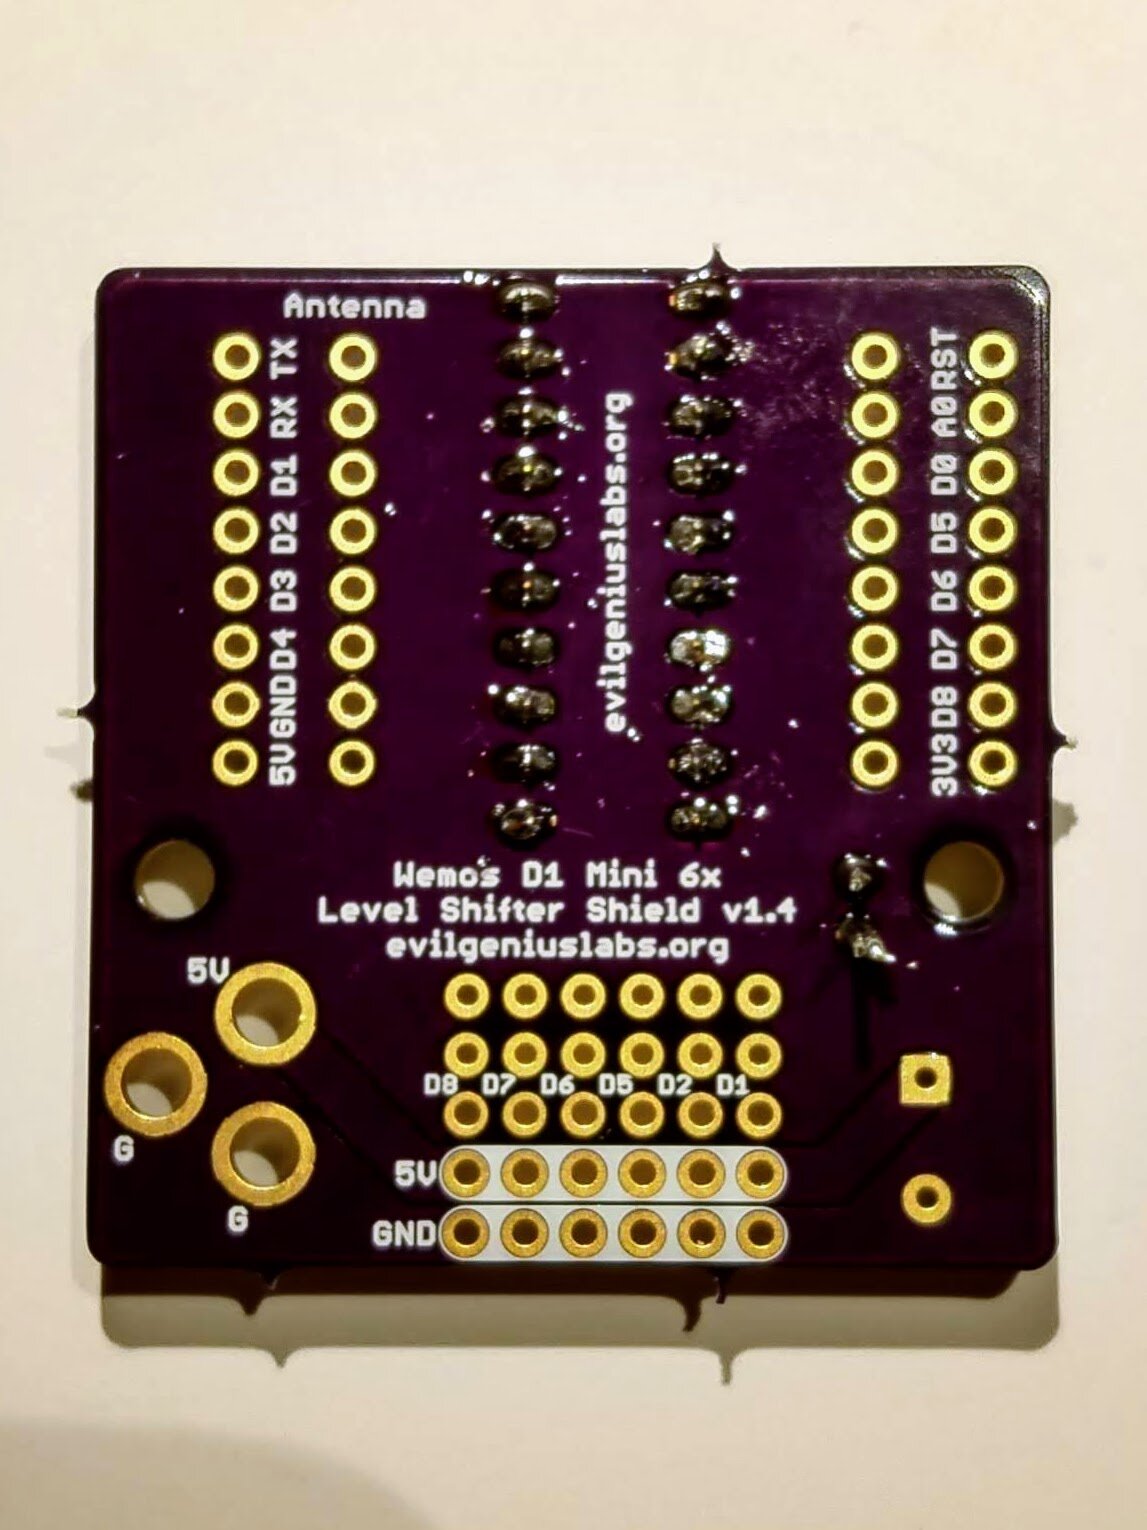 Antenna
TX
RX
D1
D2
D3
D4
GND
5V
evilgeniuslabs.org
RST
A0
D0
D5
D6
D7
D8
3V3
Wemos D1 Mini 6x
Level Shifter Shield v1.4
evilgeniuslabs.org
5V
G
G
D8 D7 D6 D5 D2 D1
5V
GND